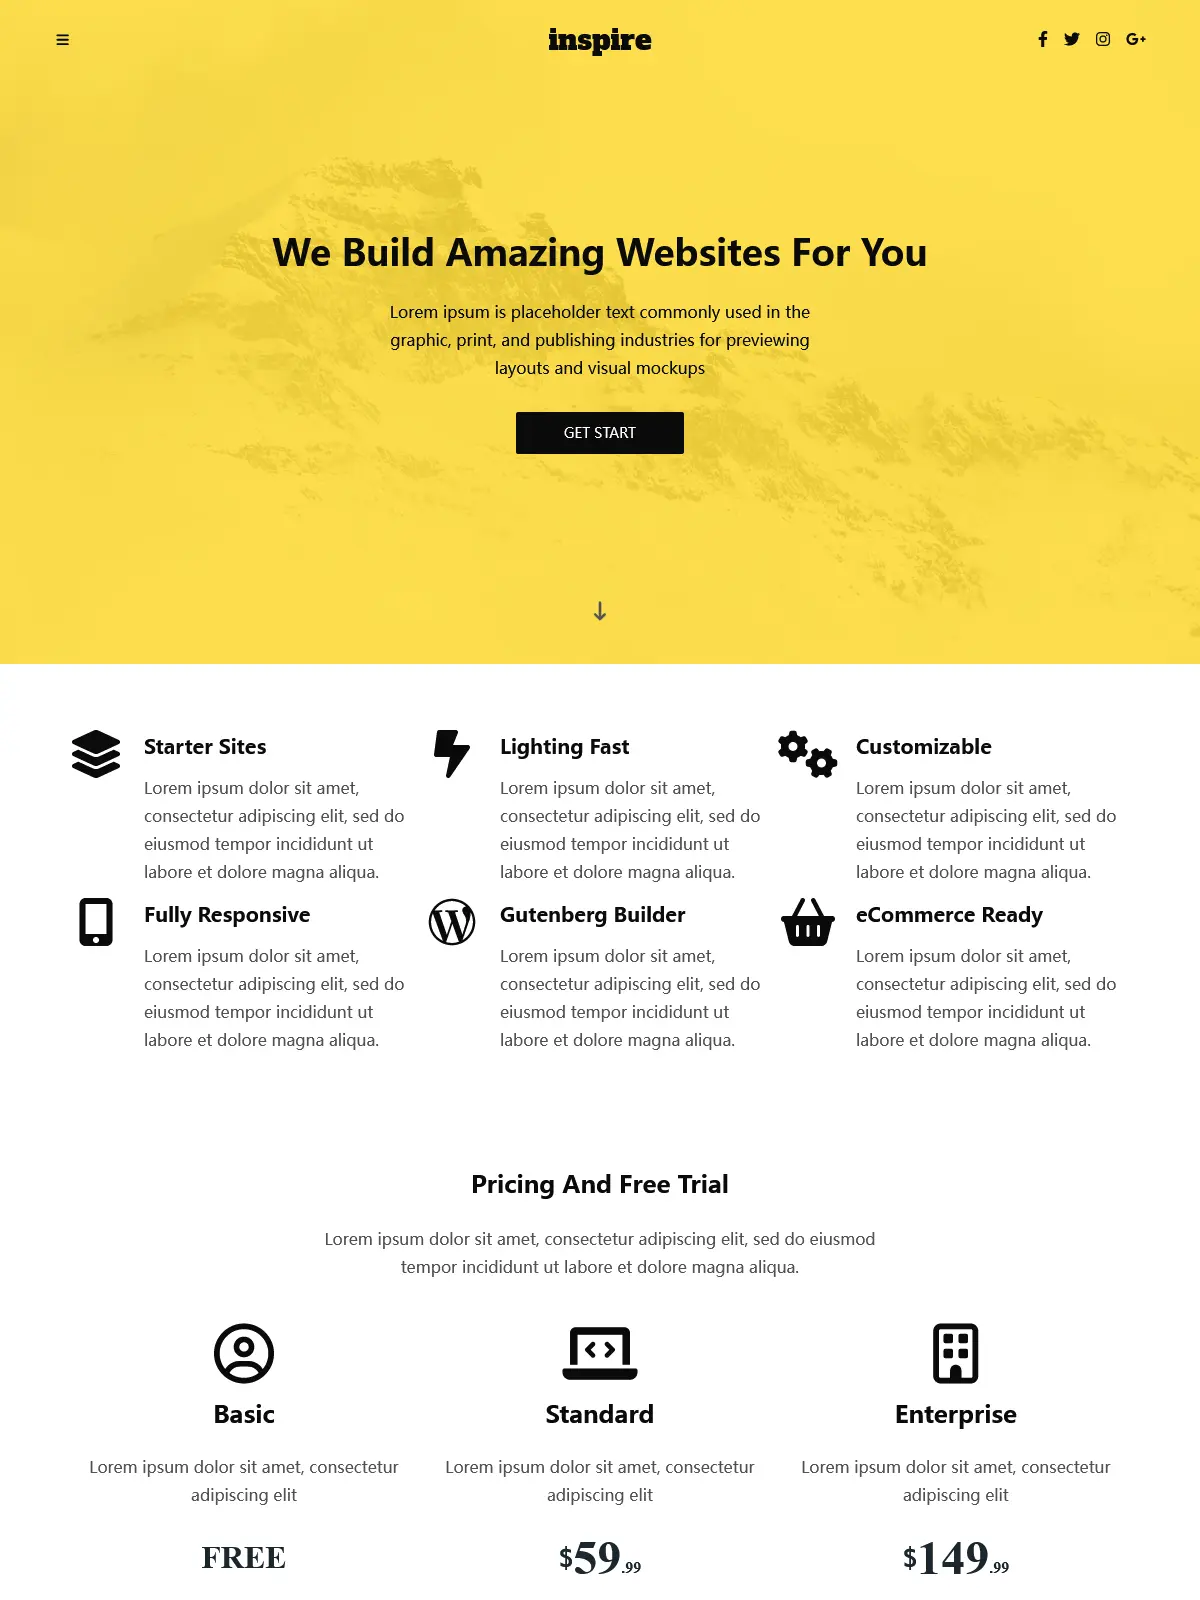 inspire
We Build Amazing Websites For You
Lorem ipsum is placeholder text commonly used in the
graphic, print, and publishing industries for previewing
layouts and visual mockups
GET START
Starter Sites
Lorem ipsum dolor sit amet,
consectetur adipiscing elit, sed do
eiusmod tempor incididunt ut
labore et dolore magna aliqua.
Lighting Fast
Lorem ipsum dolor sit amet,
consectetur adipiscing elit, sed do
eiusmod tempor incididunt ut
labore et dolore magna aliqua.
Customizable
Lorem ipsum dolor sit amet,
consectetur adipiscing elit, sed do
eiusmod tempor incididunt ut
labore et dolore magna aliqua.
Fully Responsive
Lorem ipsum dolor sit amet,
consectetur adipiscing elit, sed do
eiusmod tempor incididunt ut
labore et dolore magna aliqua.
Gutenberg Builder
Lorem ipsum dolor sit amet,
consectetur adipiscing elit, sed do
eiusmod tempor incididunt ut
labore et dolore magna aliqua.
eCommerce Ready
Lorem ipsum dolor sit amet,
consectetur adipiscing elit, sed do
eiusmod tempor incididunt ut
labore et dolore magna aliqua.
Pricing And Free Trial
Lorem ipsum dolor sit amet, consectetur adipiscing elit, sed do eiusmod
tempor incididunt ut labore et dolore magna aliqua.
Basic
Lorem ipsum dolor sit amet, consectetur
adipiscing elit
FREE
Standard
Lorem ipsum dolor sit amet, consectetur
adipiscing elit
$59.99
Enterprise
Lorem ipsum dolor sit amet, consectetur
adipiscing elit
$149.99